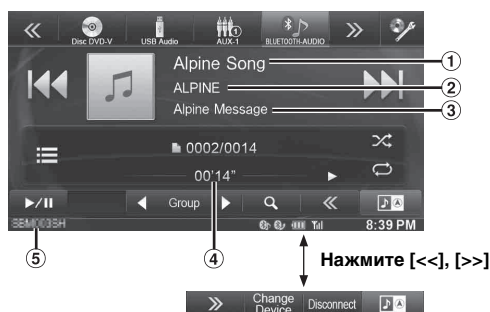 Disc DVD-V USB Audio AUX-1 BLUETOOTH-AUDIO
Alpine Song ①
ALPINE ②
Alpine Message ③
0002/0014
00'14"
Group
8:39 PM
⑤ ④
Нажмите [<<], [>>]
Change Device Disconnect